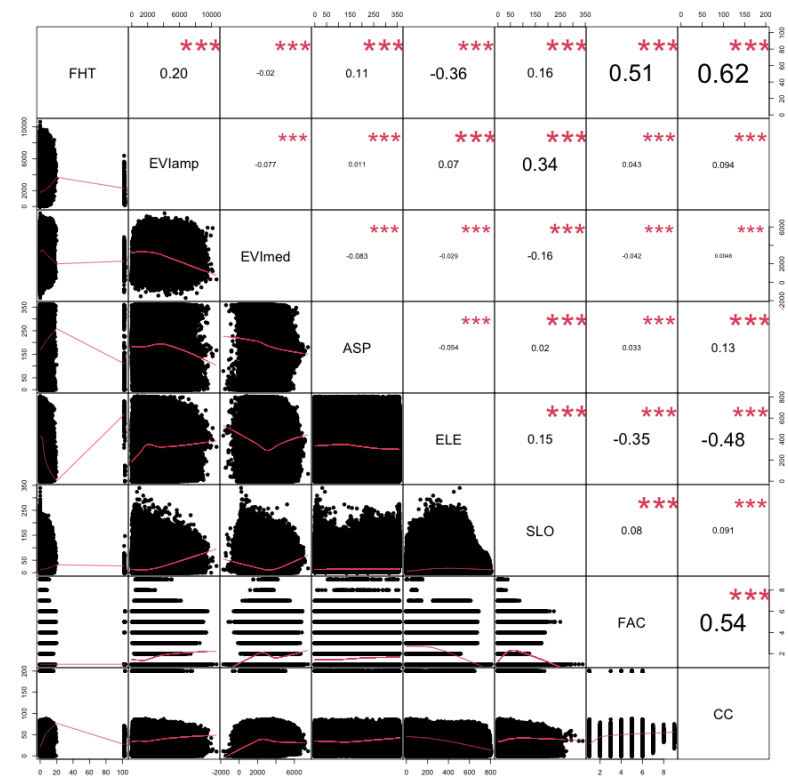 0 2000 6000 10000 0 50 150 250 350 0 50 150 250 350 0 50 100 150 200
FHT *** 0.20 *** -0.02 *** 0.11 *** -0.36 *** 0.16 *** 0.51 *** 0.62 0 20 40 60 80 100
0 2000 6000 10000 EVIamp *** -0.077 *** 0.011 *** 0.07 *** 0.34 *** 0.043 *** 0.094
EVImed *** -0.083 *** -0.029 *** -0.16 *** -0.042 *** 0.0046 -2000 2000 6000
0 50 150 250 350 ASP *** -0.054 *** 0.02 *** 0.033 *** 0.13
ELE *** 0.15 *** -0.35 *** -0.48 0 200 400 600 800
0 50 150 250 350 SLO *** 0.08 *** 0.091
FAC *** 0.54 2 4 6 8
0 50 100 150 200 CC
0 20 40 60 80 100 -2000 2000 6000 0 200 400 600 800 2 4 6 8